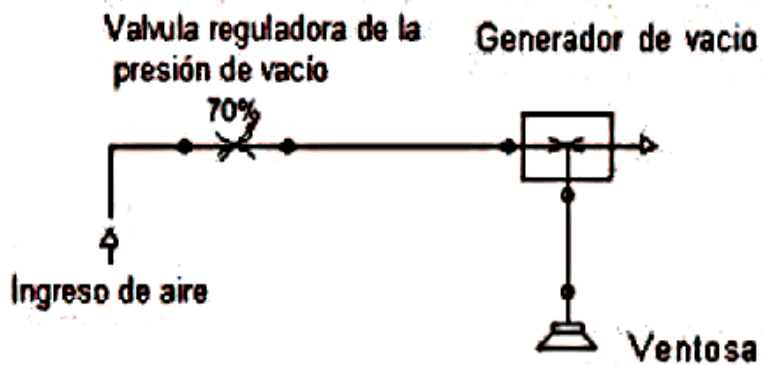 Valvula reguladora de la
presión de vacio
70%
Generador de vacio
Ingreso de aire
Ventosa